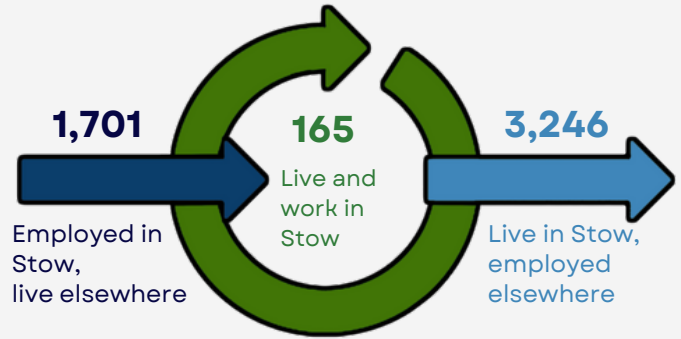 1,701
Employed in
Stow,
live elsewhere
165
Live and
work in
Stow
3,246
Live in Stow,
employed
elsewhere